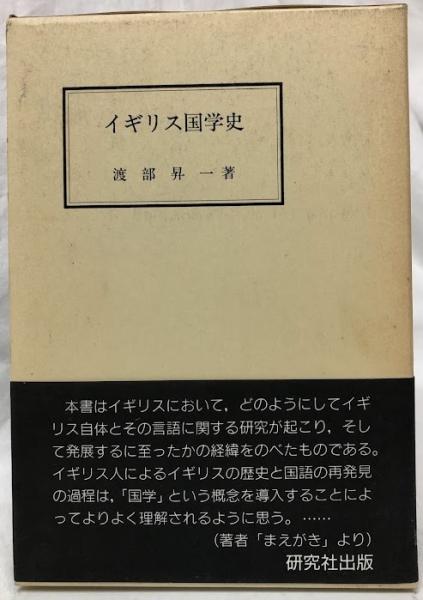 イギリス国学史
渡部昇一著
本書はイギリスにおいて，どのようにしてイギ
リス自体とその言語に関する研究が起こり，そし
て発展するに至ったかの経緯をのべたものである。
イギリス人によるイギリスの歴史と国語の再発見
の過程は，「国学」という概念を導入することによ
ってよりよく理解されるように思う。……
（著者「まえがき」より）
研究社出版